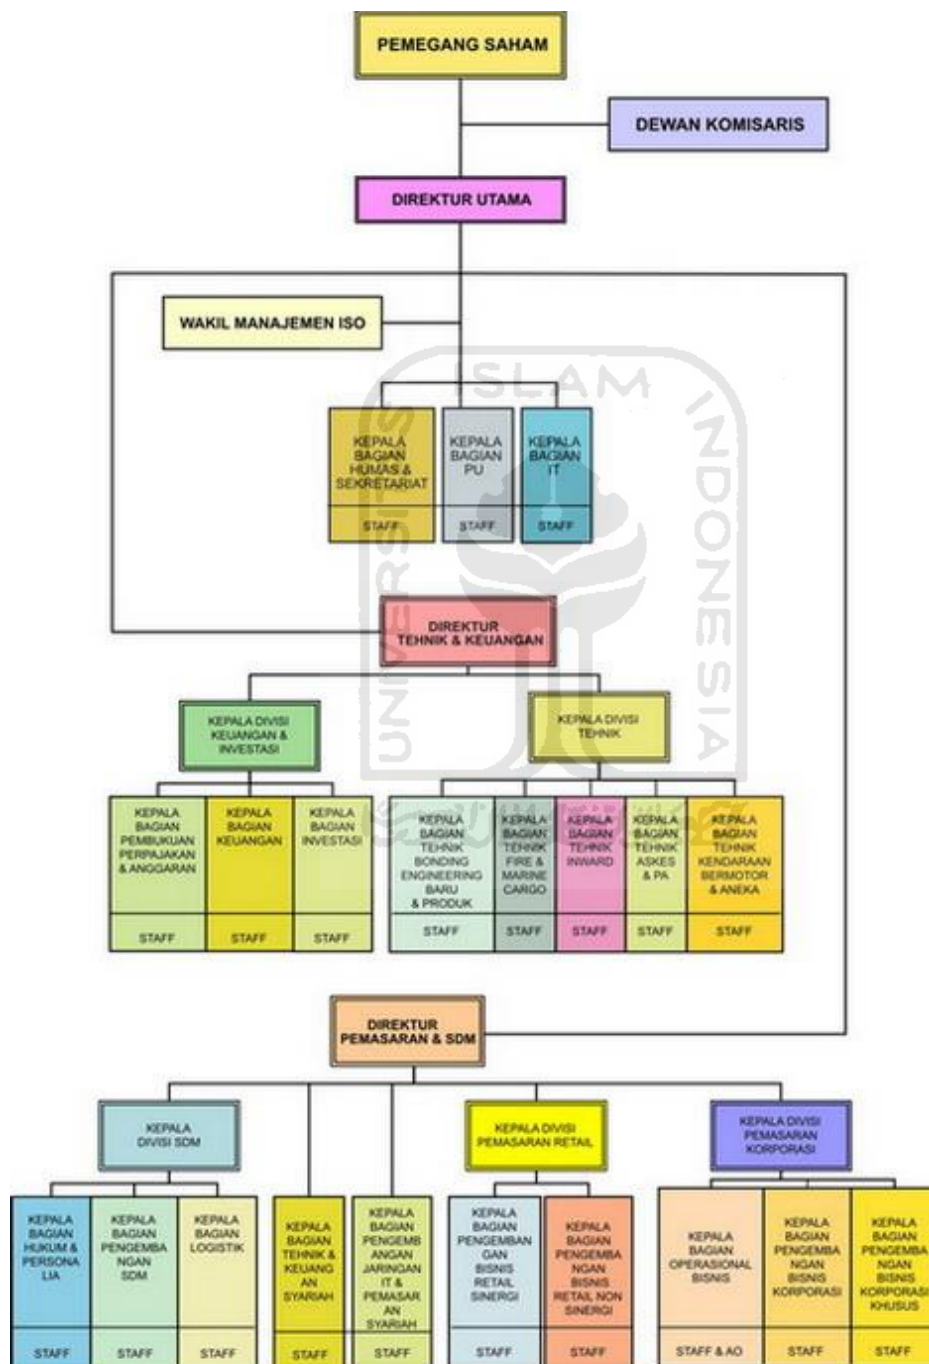 PEMEGANG SAHAM
DEWAN KOMISARIS
DIREKTUR UTAMA
WAKIL MANAJEMEN ISO
KEPALA
BAGIAN
HUMAS &
SEKRETARIAT
STAFF
KEPALA
BAGIAN
PU
STAFF
KEPALA
BAGIAN
IT
STAFF
UNIVERSITAS
ISLAM
INDONESIA
DIREKTUR
TEHNIK & KEUANGAN
KEPALA DIVISI
KEUANGAN &
INVESTASI
KEPALA DIVISI
TEHNIK
KEPALA
BAGIAN
PEMBUKUAN
PERPAJAKAN
& ANGGARAN
STAFF
KEPALA
BAGIAN
KEUANGAN
STAFF
KEPALA
BAGIAN
INVESTASI
STAFF
KEPALA
BAGIAN
TEHNIK
BONDING
ENGINEERING
BARU
& PRODUK
STAFF
KEPALA
BAGIAN
TEHNIK
FIRE &
MARINE
CARGO
STAFF
KEPALA
BAGIAN
TEHNIK
INWARD
STAFF
KEPALA
BAGIAN
TEHNIK
ASKES
& PA
STAFF
KEPALA
BAGIAN
TEHNIK
KENDARAAN
BERMOTOR
& ANEKA
STAFF
DIREKTUR
PEMASARAN & SDM
KEPALA
DIVISI SDM
KEPALA DIVISI
PEMASARAN RETAIL
KEPALA DIVISI
PEMASARAN
KORPORASI
KEPALA
BAGIAN
HUKUM &
PERSONA
LIA
STAFF
KEPALA
BAGIAN
PENGEMBA
NGAN
SDM
STAFF
KEPALA
BAGIAN
LOGISTIK
STAFF
KEPALA
BAGIAN
TEHNIK &
KEUANG
AN
SYARIAH
STAFF
KEPALA
BAGIAN
PENGEMB
ANGAN
JARINGAN
IT &
PEMASAR
AN
SYARIAH
STAFF
KEPALA
BAGIAN
PENGEMBAN
GAN
BISNIS
RETAIL
SINERGI
STAFF
KEPALA
BAGIAN
PENGEMBA
NGAN
BISNIS
RETAIL NON
SINERGI
STAFF
KEPALA
BAGIAN
OPERASIONAL
BISNIS
STAFF & AO
KEPALA
BAGIAN
PENGEMBA
NGAN
BISNIS
KORPORASI
STAFF
KEPALA
BAGIAN
PENGEMBA
NGAN
BISNIS
KORPORASI
KHUSUS
STAFF